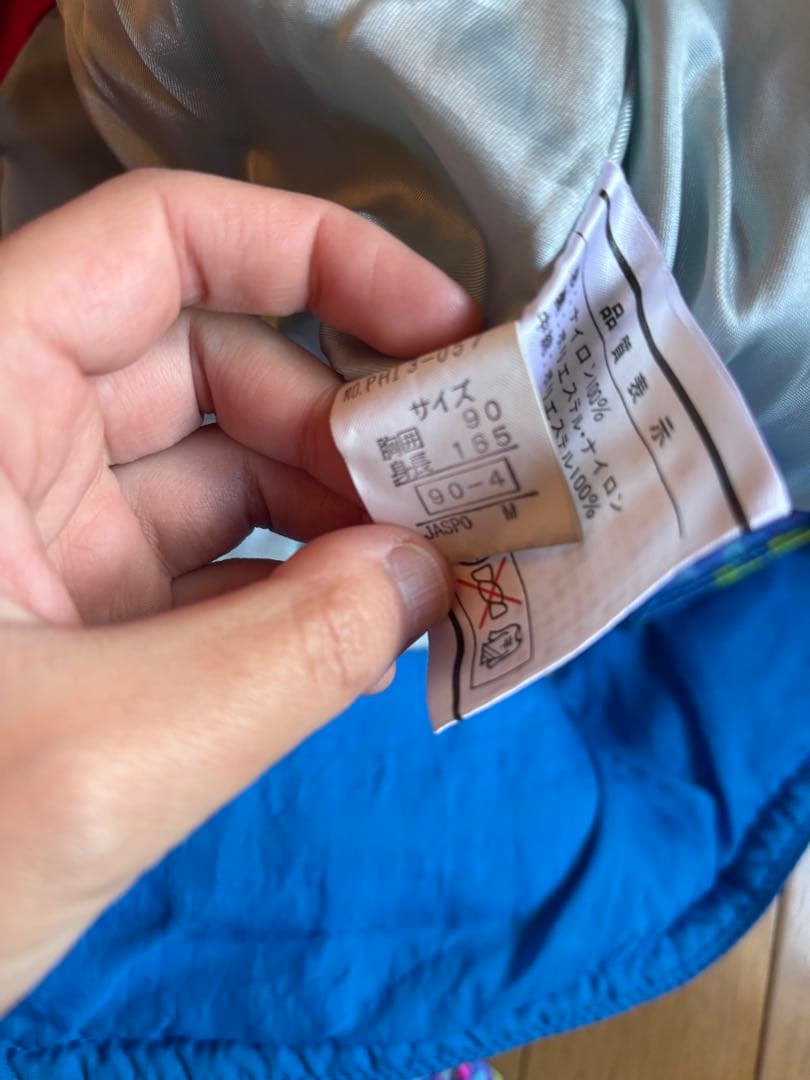 サイズ
胸囲 90
身長 165
90-4
JASPO M
品質表示
ナイロン100%
ポリエステル・ナイロン
ポリエステル100%